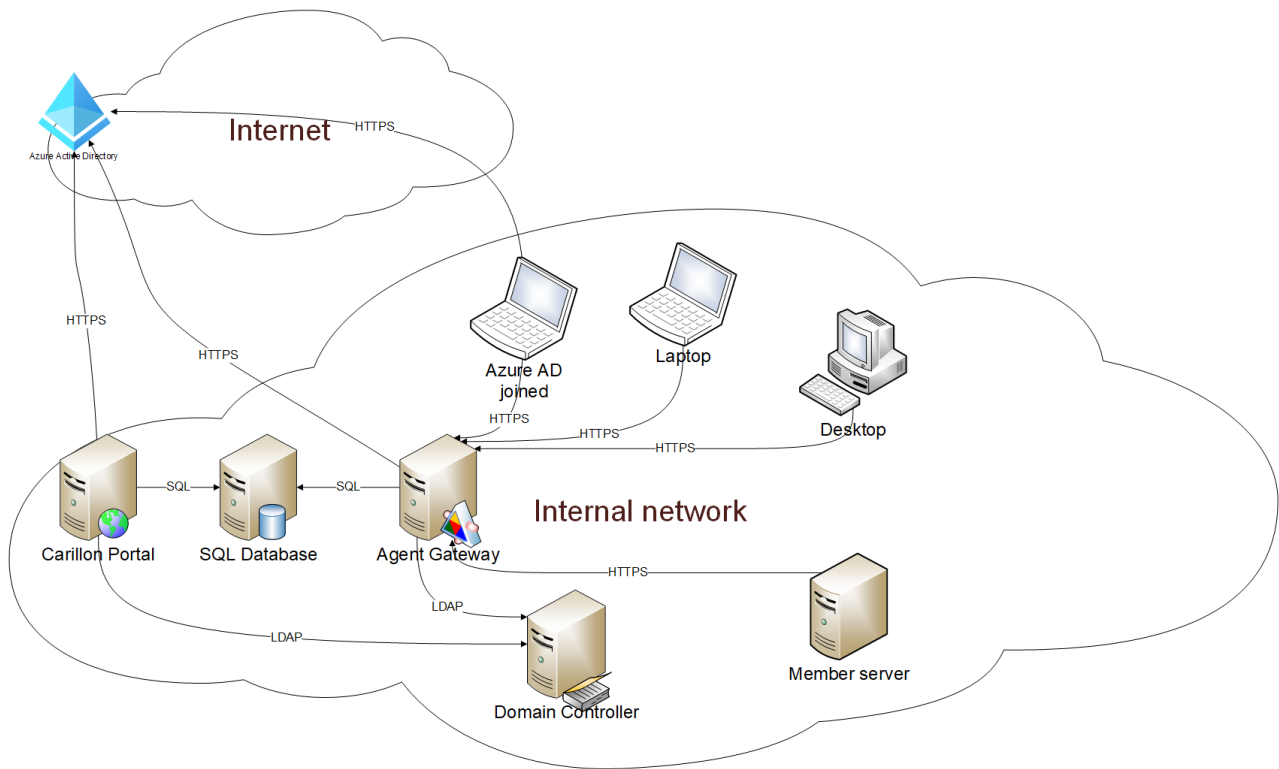 HTTPS
Internet
Azure Active Directory
HTTPS
HTTPS
Azure AD
joined
Laptop
Desktop
HTTPS
HTTPS
HTTPS
SQL
SQL
Internal network
Carillon Portal
SQL Database
Agent Gateway
HTTPS
LDAP
LDAP
Member server
Domain Controller